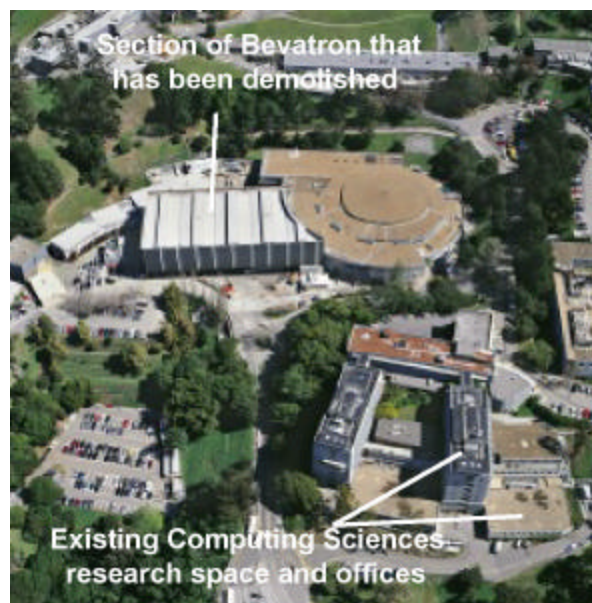 Section of Bevatron that
has been demolished
Existing Computing Sciences
research space and offices